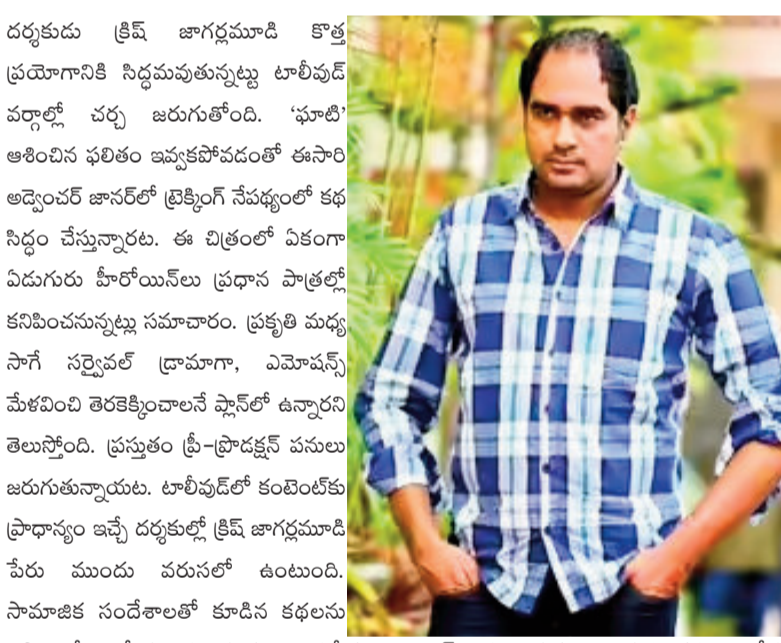 దర్శకుడు క్రిష్ జాగర్లమూడి కొత్త
ప్రయోగానికి సిద్ధమవుతున్నట్టు టాలీవుడ్
వర్గాల్లో చర్చ జరుగుతోంది. ‘ఘాటి’
ఆశించిన ఫలితం ఇవ్వకపోవడంతో ఈసారి
అడ్వెంచర్ జానర్‌లో ట్రెక్కింగ్ నేపథ్యంలో కథ
సిద్ధం చేస్తున్నారట. ఈ చిత్రంలో ఏకంగా
ఏడుగురు హీరోయిన్‌లు ప్రధాన పాత్రల్లో
కనిపించనున్నట్లు సమాచారం. ప్రకృతి మధ్య
సాగే సర్వైవల్ డ్రామాగా, ఎమోషన్స్
మేళవించి తెరకెక్కించాలనే ప్లాన్‌లో ఉన్నారని
తెలుస్తోంది. ప్రస్తుతం ప్రీ-ప్రొడక్షన్ పనులు
జరుగుతున్నాయట. టాలీవుడ్‌లో కంటెంట్‌కు
ప్రాధాన్యం ఇచ్చే దర్శకుల్లో క్రిష్ జాగర్లమూడి
పేరు ముందు వరుసలో ఉంటుంది.
సామాజిక సందేశాలతో కూడిన కథలను